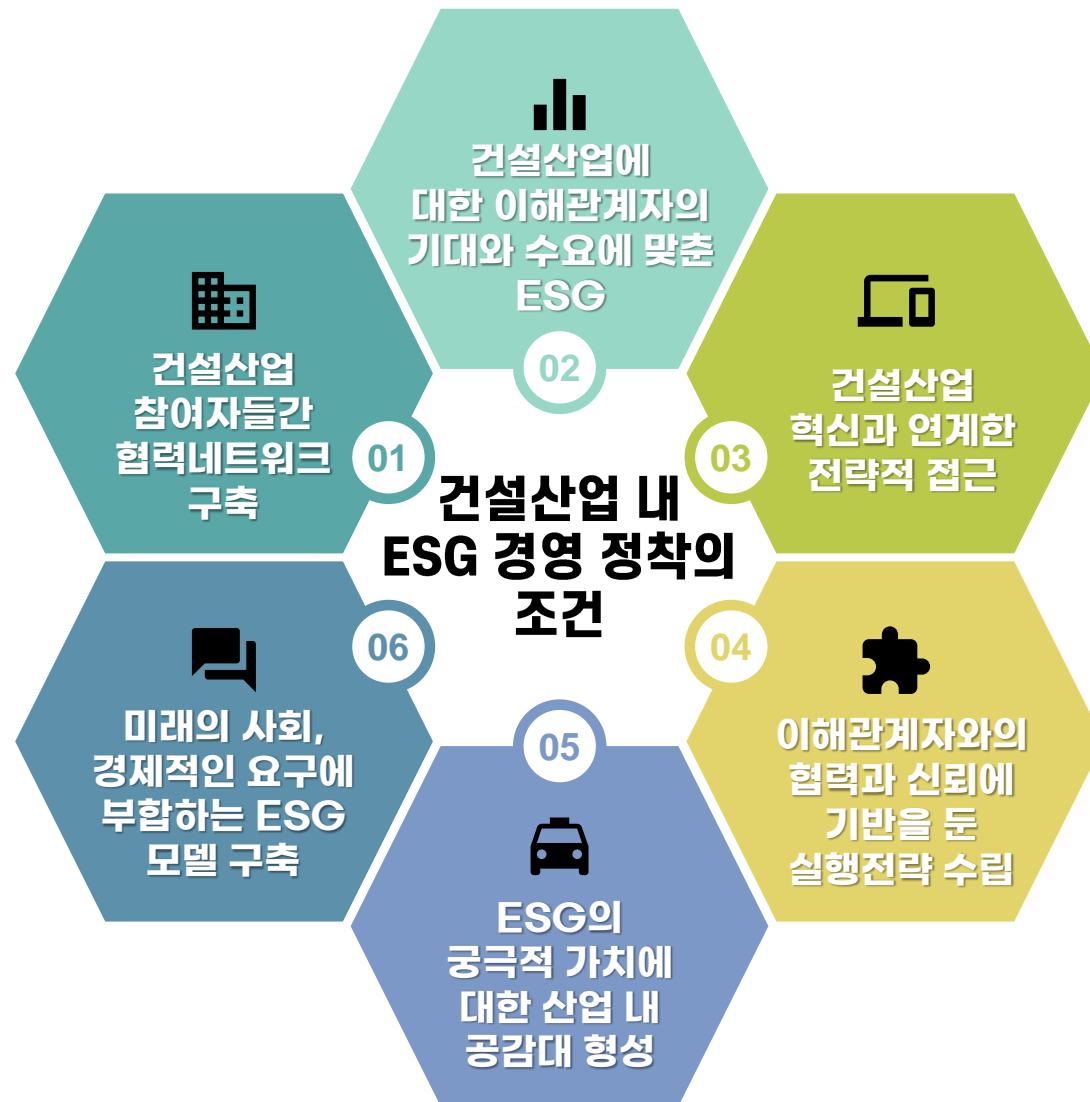 건설산업
참여자들간
협력네트워크
구축
01
건설산업에
대한 이해관계자의
기대와 수요에 맞춘
ESG
02
건설산업
혁신과 연계한
전략적 접근
03
건설산업 내
ESG 경영 정착의
조건
이해관계자와의
협력과 신뢰에
기반을 둔
실행전략 수립
04
05
ESG의
궁극적 가치에
대한 산업 내
공감대 형성
06
미래의 사회,
경제적인 요구에
부합하는 ESG
모델 구축